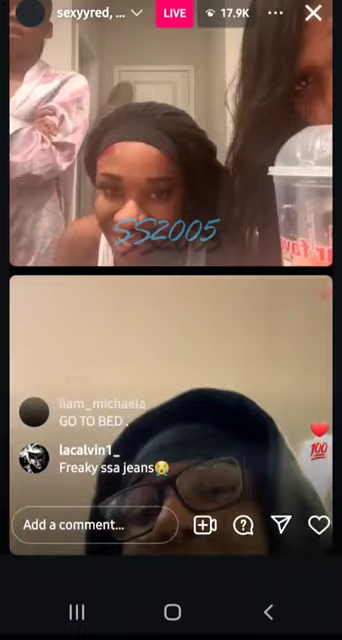 sexyyred, ...
LIVE
17.9K
SS2005
liam_michaela
GO TO BED .
lacalvin1_
Freaky ssa jeans😭
💯
Add a comment...